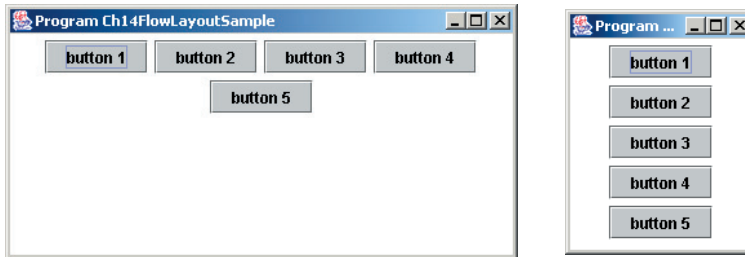 Program Ch14FlowLayoutSample
button 1 button 2 button 3 button 4
button 5
Program ...
button 1
button 2
button 3
button 4
button 5